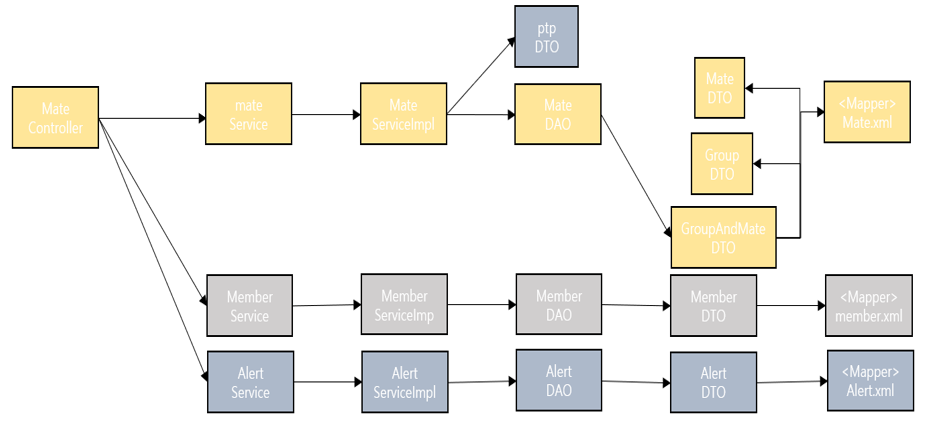 ptp
DTO
Mate
Controller
mate
Service
Mate
ServiceImpl
Mate
DAO
Mate
DTO
<Mapper>
Mate.xml
Group
DTO
GroupAndMate
DTO
Member
Service
Member
ServiceImp
Member
DAO
Member
DTO
<Mapper>
member.xml
Alert
Service
Alert
ServiceImpl
Alert
DAO
Alert
DTO
<Mapper>
Alert.xml